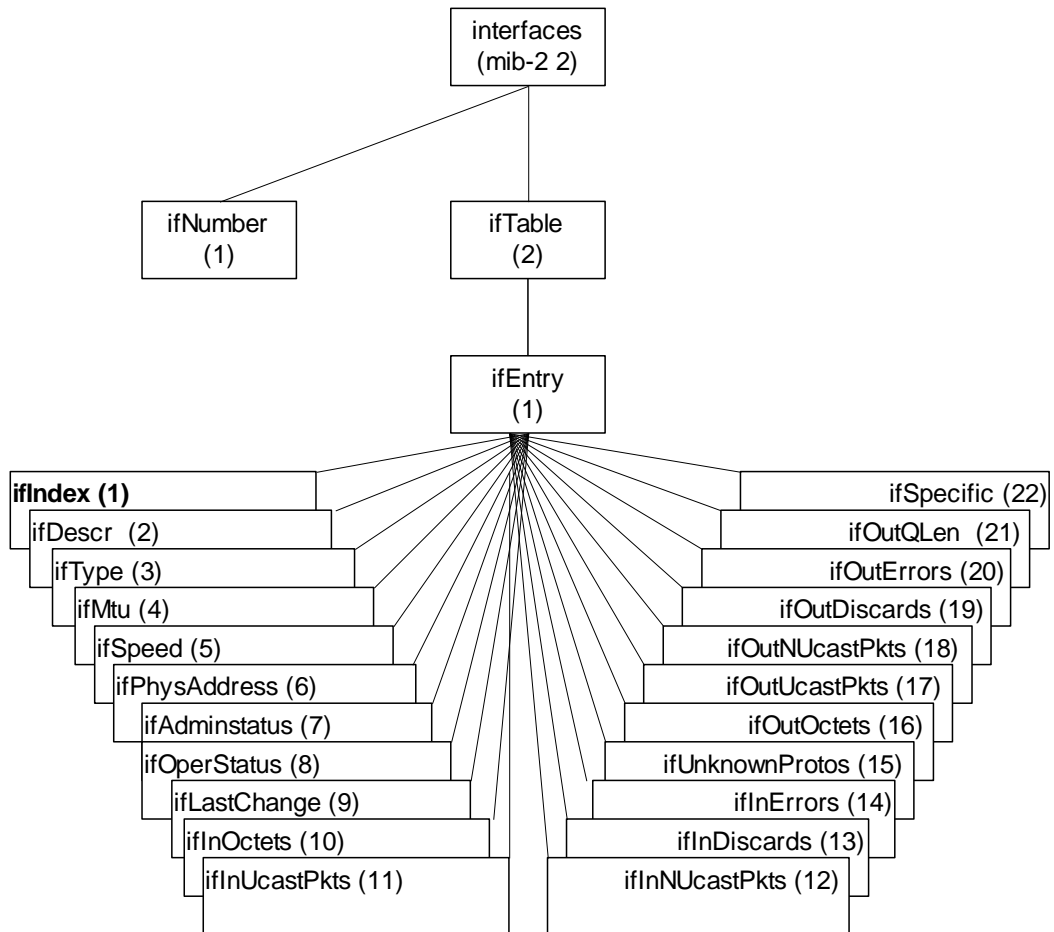 interfaces
(mib-2 2)
ifNumber
(1)
ifTable
(2)
ifEntry
(1)
ifIndex (1)
ifDescr (2)
ifType (3)
ifMtu (4)
ifSpeed (5)
ifPhysAddress (6)
ifAdminstatus (7)
ifOperStatus (8)
ifLastChange (9)
ifInOctets (10)
ifInUcastPkts (11)
ifSpecific (22)
ifOutQLen (21)
ifOutErrors (20)
ifOutDiscards (19)
ifOutNUcastPkts (18)
ifOutUcastPkts (17)
ifOutOctets (16)
ifUnknownProtos (15)
ifInErrors (14)
ifInDiscards (13)
ifInNUcastPkts (12)